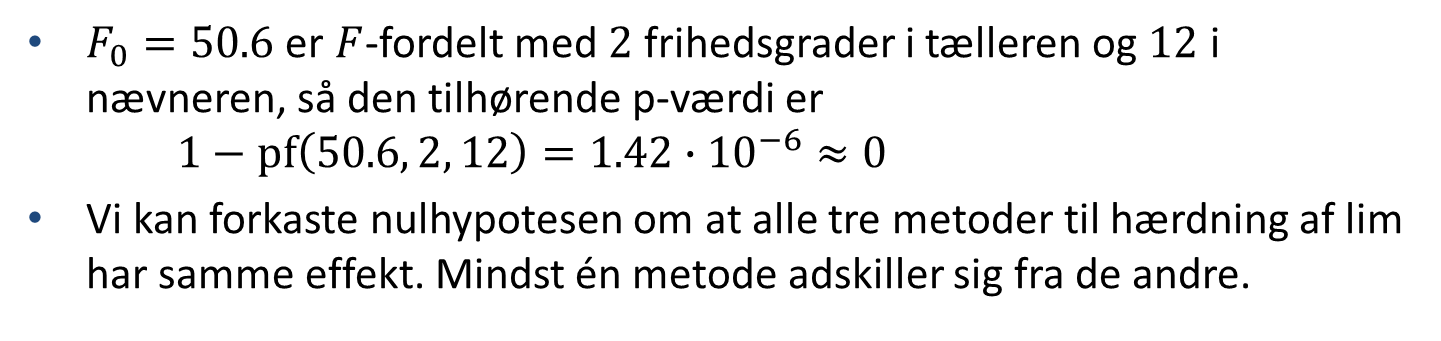 • F₀ = 50.6 er F-fordelt med 2 frihedsgrader i tælleren og 12 i
nævneren, så den tilhørende p-værdi er
1 − pf(50.6, 2, 12) = 1.42 · 10⁻⁶ ≈ 0
• Vi kan forkaste nulhypotesen om at alle tre metoder til hærdning af lim
har samme effekt. Mindst én metode adskiller sig fra de andre.